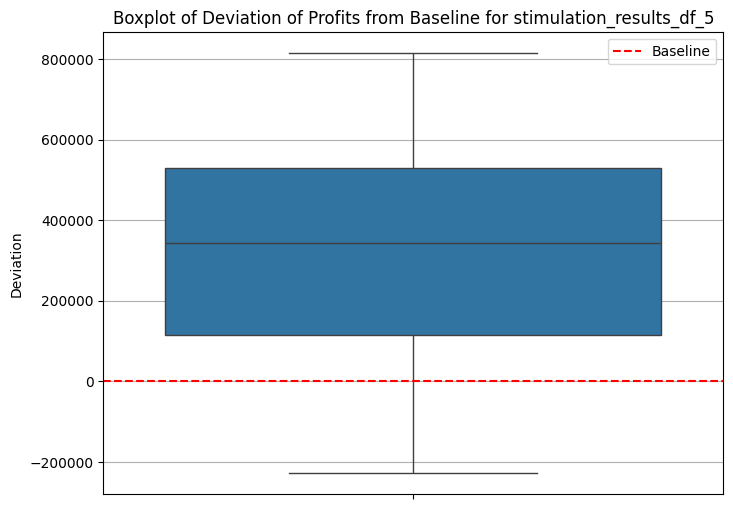 Boxplot of Deviation of Profits from Baseline for stimulation_results_df_5
Baseline
800000
600000
400000
200000
0
−200000
Deviation